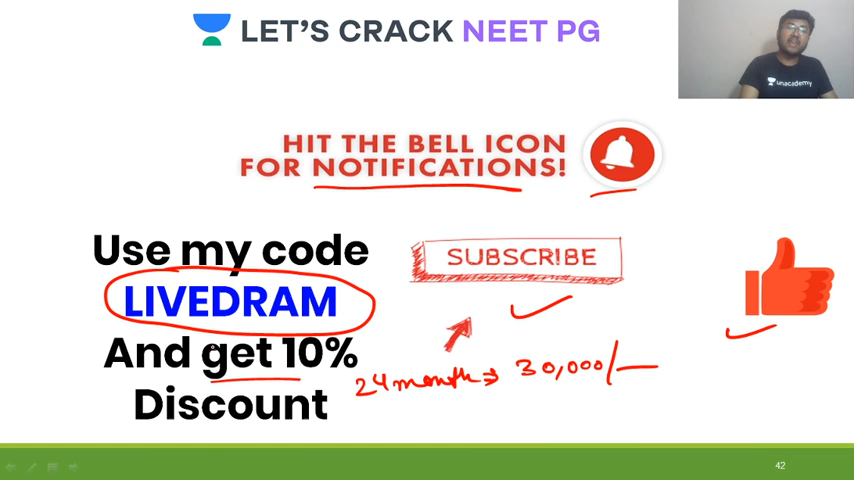 LET'S CRACK NEET PG
unacademy
HIT THE BELL ICON
FOR NOTIFICATIONS!
Use my code
LIVEDRAM
And get 10%
Discount
SUBSCRIBE
24 month ⇒ 30,000/-
42